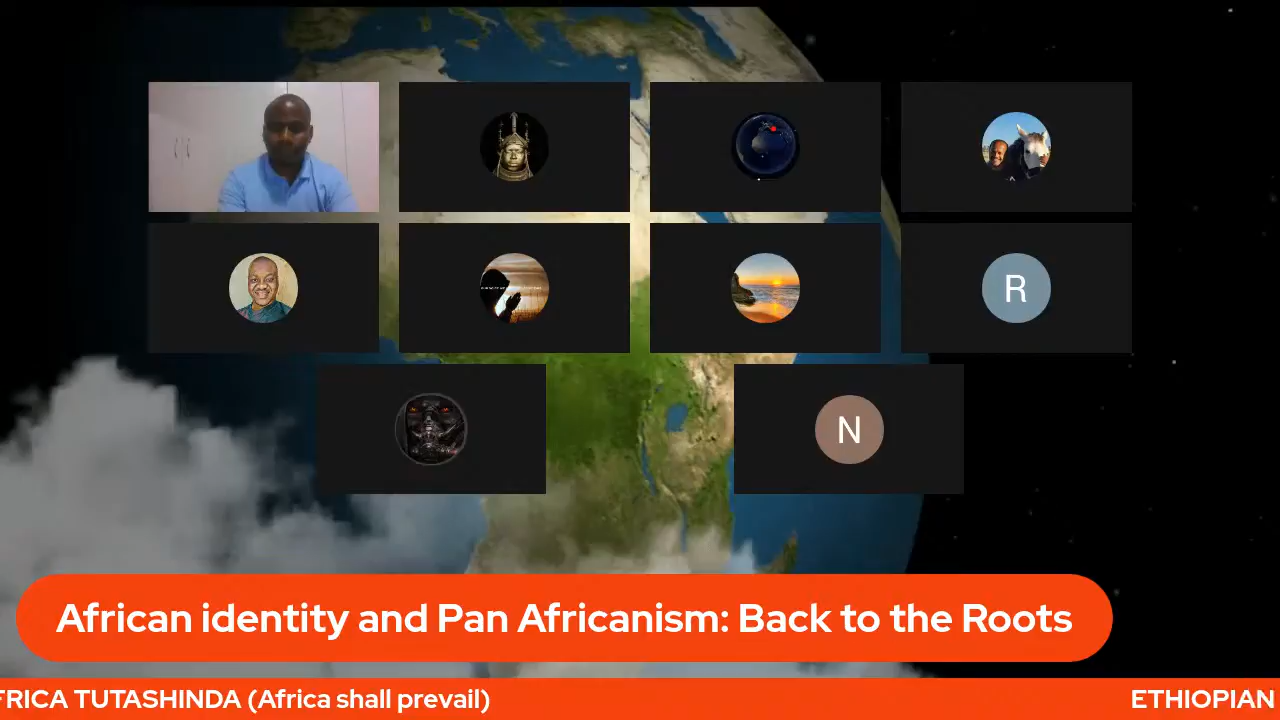 R
N
African identity and Pan Africanism: Back to the Roots
FRICA TUTASHINDA (Africa shall prevail) ETHIOPIAN